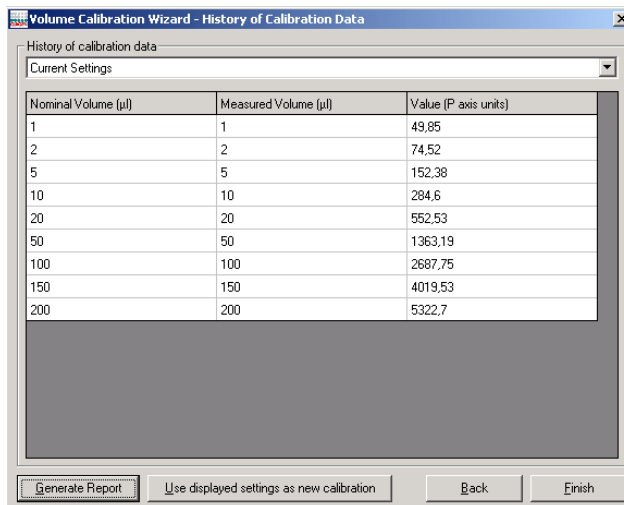 Volume Calibration Wizard - History of Calibration Data
History of calibration data
Current Settings
Nominal Volume (µl) Measured Volume (µl) Value (P axis units)
1 1 49,85
2 2 74,52
5 5 152,38
10 10 284,6
20 20 552,53
50 50 1363,19
100 100 2687,75
150 150 4019,53
200 200 5322,7
Generate Report Use displayed settings as new calibration Back Finish